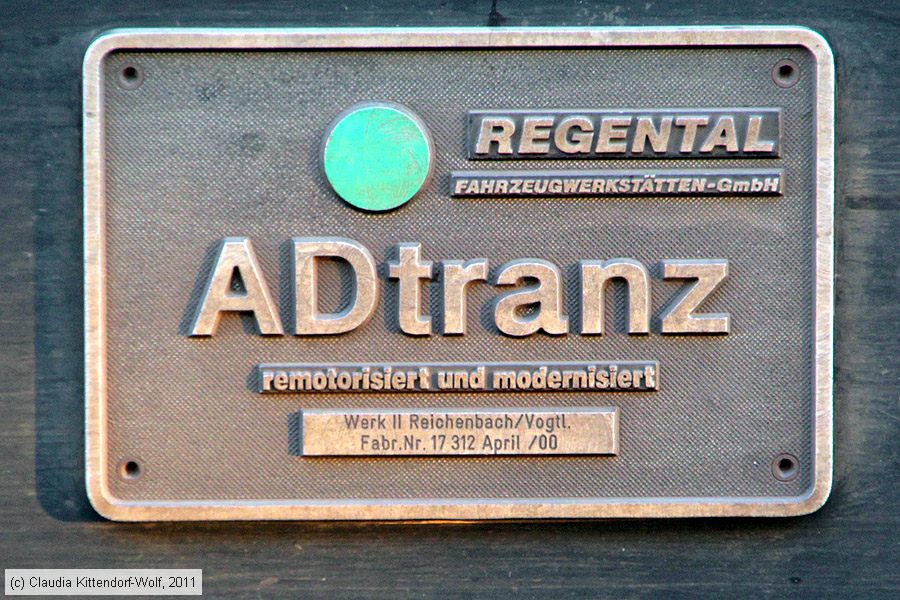 REGENTAL
FAHRZEUGWERKSTÄTTEN-GmbH
ADtranz
remotorisiert und modernisiert
Werk II Reichenbach/Vogtl.
Fabr.Nr. 17 312 April /00
(c) Claudia Kittendorf-Wolf, 2011